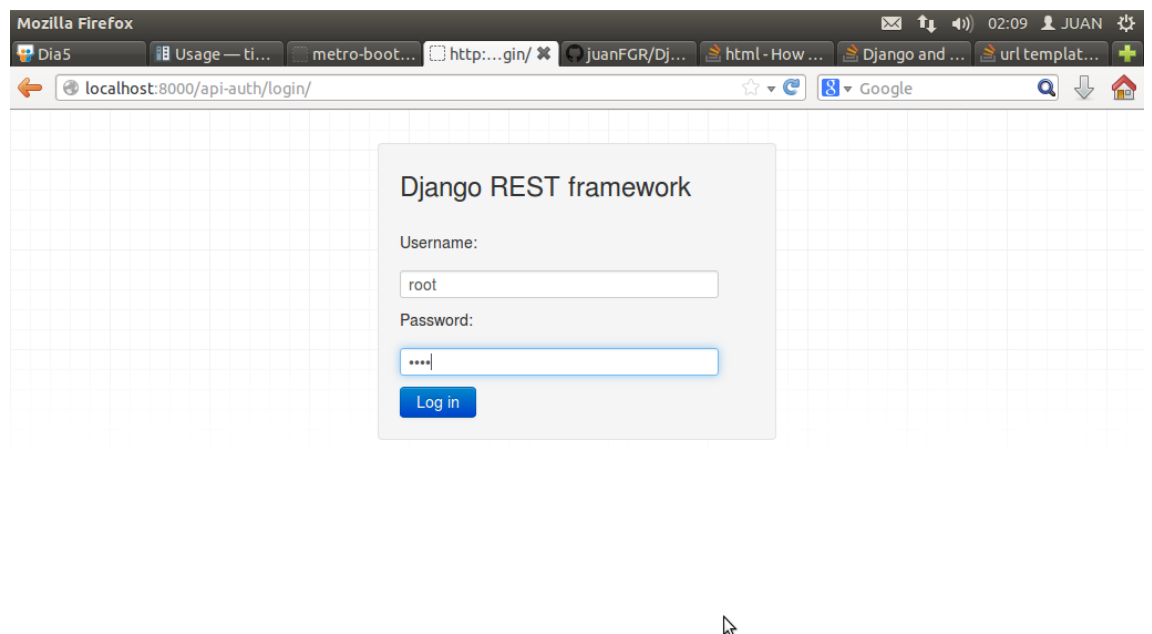 Mozilla Firefox 02:09 JUAN
Dia5 Usage — ti... metro-boot... http:...gin/ juanFGR/Dj... html - How ... Django and ... url templat...
localhost:8000/api-auth/login/ 8 Google
Django REST framework
Username:
root
Password:
••••
Log in